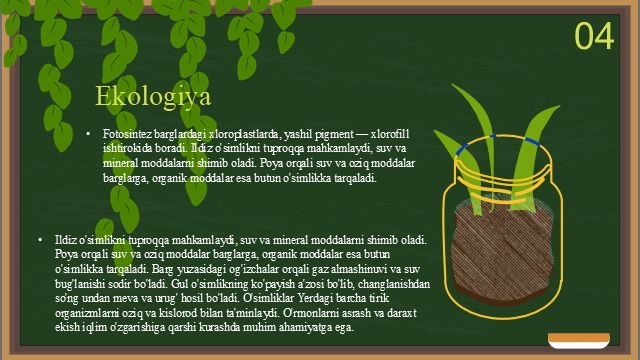 04
Ekologiya
• Fotosintez barglardagi xloroplastlarda, yashil pigment — xlorofill
ishtirokida boradi. Ildiz o'simlikni tuproqqa mahkamlaydi, suv va
mineral moddalarni shimib oladi. Poya orqali suv va oziq moddalar
barglarga, organik moddalar esa butun o'simlikka tarqaladi.
• Ildiz o'simlikni tuproqqa mahkamlaydi, suv va mineral moddalarni shimib oladi.
Poya orqali suv va oziq moddalar barglarga, organik moddalar esa butun
o'simlikka tarqaladi. Barg yuzasidagi og'izchalar orqali gaz almashinuvi va suv
bug'lanishi sodir bo'ladi. Gul o'simlikning ko'payish a'zosi bo'lib, changlanishdan
so'ng undan meva va urug' hosil bo'ladi. O'simliklar Yerdagi barcha tirik
organizmlarni oziq va kislorod bilan ta'minlaydi. O'rmonlarni asrash va daraxt
ekish iqlim o'zgarishiga qarshi kurashda muhim ahamiyatga ega.